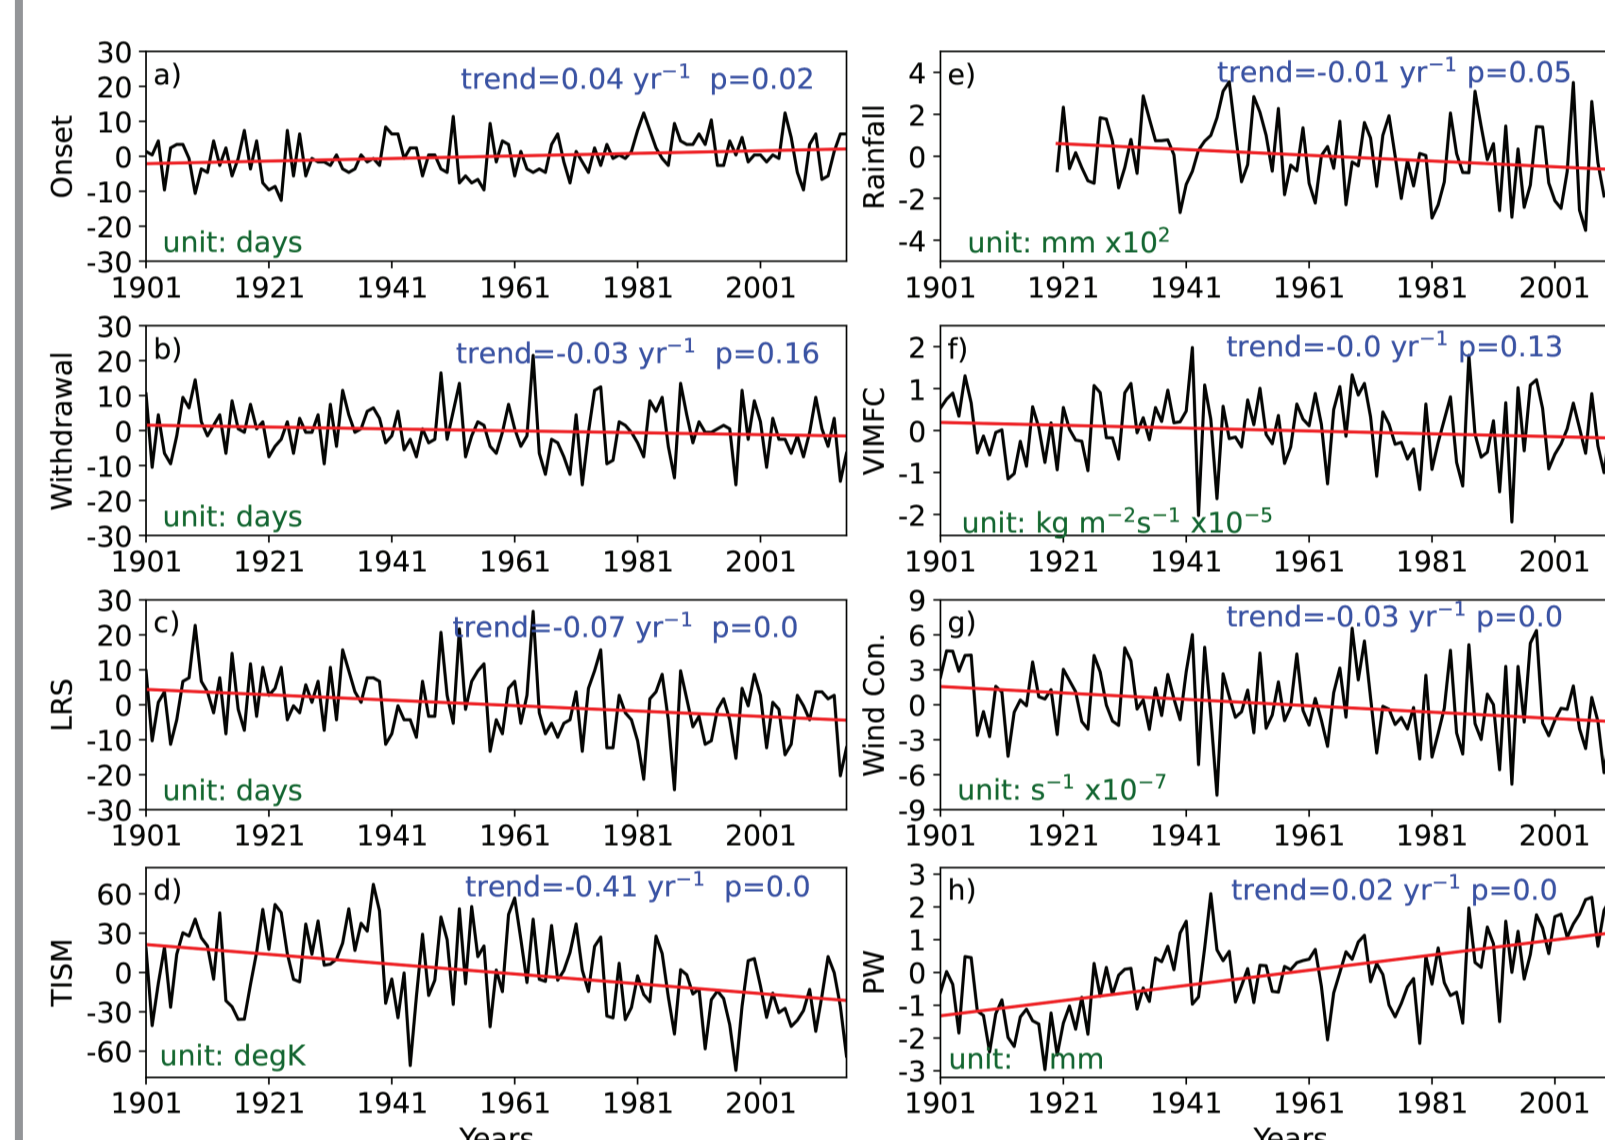 Onset
30
20
10
0
-10
-20
-30
a)
trend=0.04 yr⁻¹ p=0.02
unit: days
1901 1921 1941 1961 1981 2001
Rainfall
4
2
0
-2
-4
e)
trend=-0.01 yr⁻¹ p=0.05
unit: mm x10²
1901 1921 1941 1961 1981 2001
Withdrawal
30
20
10
0
-10
-20
-30
b)
trend=-0.03 yr⁻¹ p=0.16
unit: days
1901 1921 1941 1961 1981 2001
VIMFC
2
1
0
-1
-2
f)
trend=-0.0 yr⁻¹ p=0.13
unit: kg m⁻²s⁻¹ x10⁻⁵
1901 1921 1941 1961 1981 2001
LRS
30
20
10
0
-10
-20
-30
c)
trend=-0.07 yr⁻¹ p=0.0
unit: days
1901 1921 1941 1961 1981 2001
Wind Con.
9
6
3
0
-3
-6
-9
g)
trend=-0.03 yr⁻¹ p=0.0
unit: s⁻¹ x10⁻⁷
1901 1921 1941 1961 1981 2001
TISM
60
30
0
-30
-60
d)
trend=-0.41 yr⁻¹ p=0.0
unit: degK
1901 1921 1941 1961 1981 2001
Years
PW
3
2
1
0
-1
-2
-3
h)
trend=0.02 yr⁻¹ p=0.0
unit: mm
1901 1921 1941 1961 1981 2001
Years